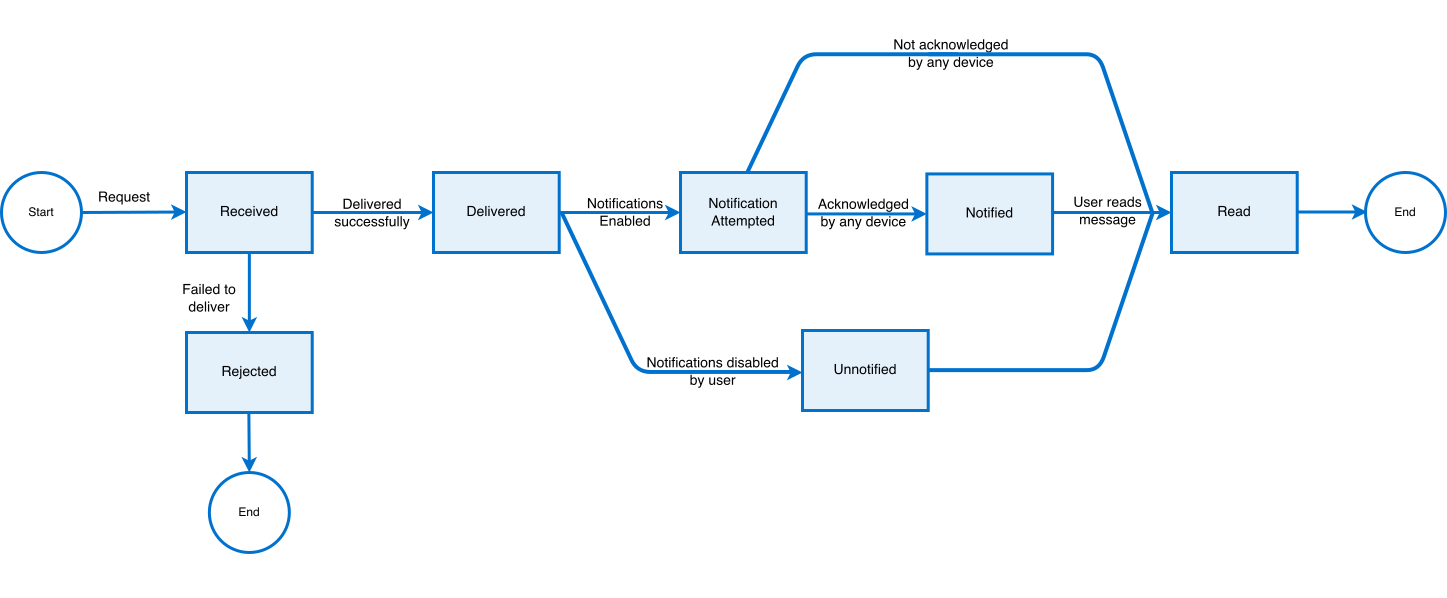 Not acknowledged
by any device
Start
Request
Received
Delivered
successfully
Delivered
Notifications
Enabled
Notification
Attempted
Acknowledged
by any device
Notified
User reads
message
Read
End
Failed to
deliver
Rejected
Notifications disabled
by user
Unnotified
End